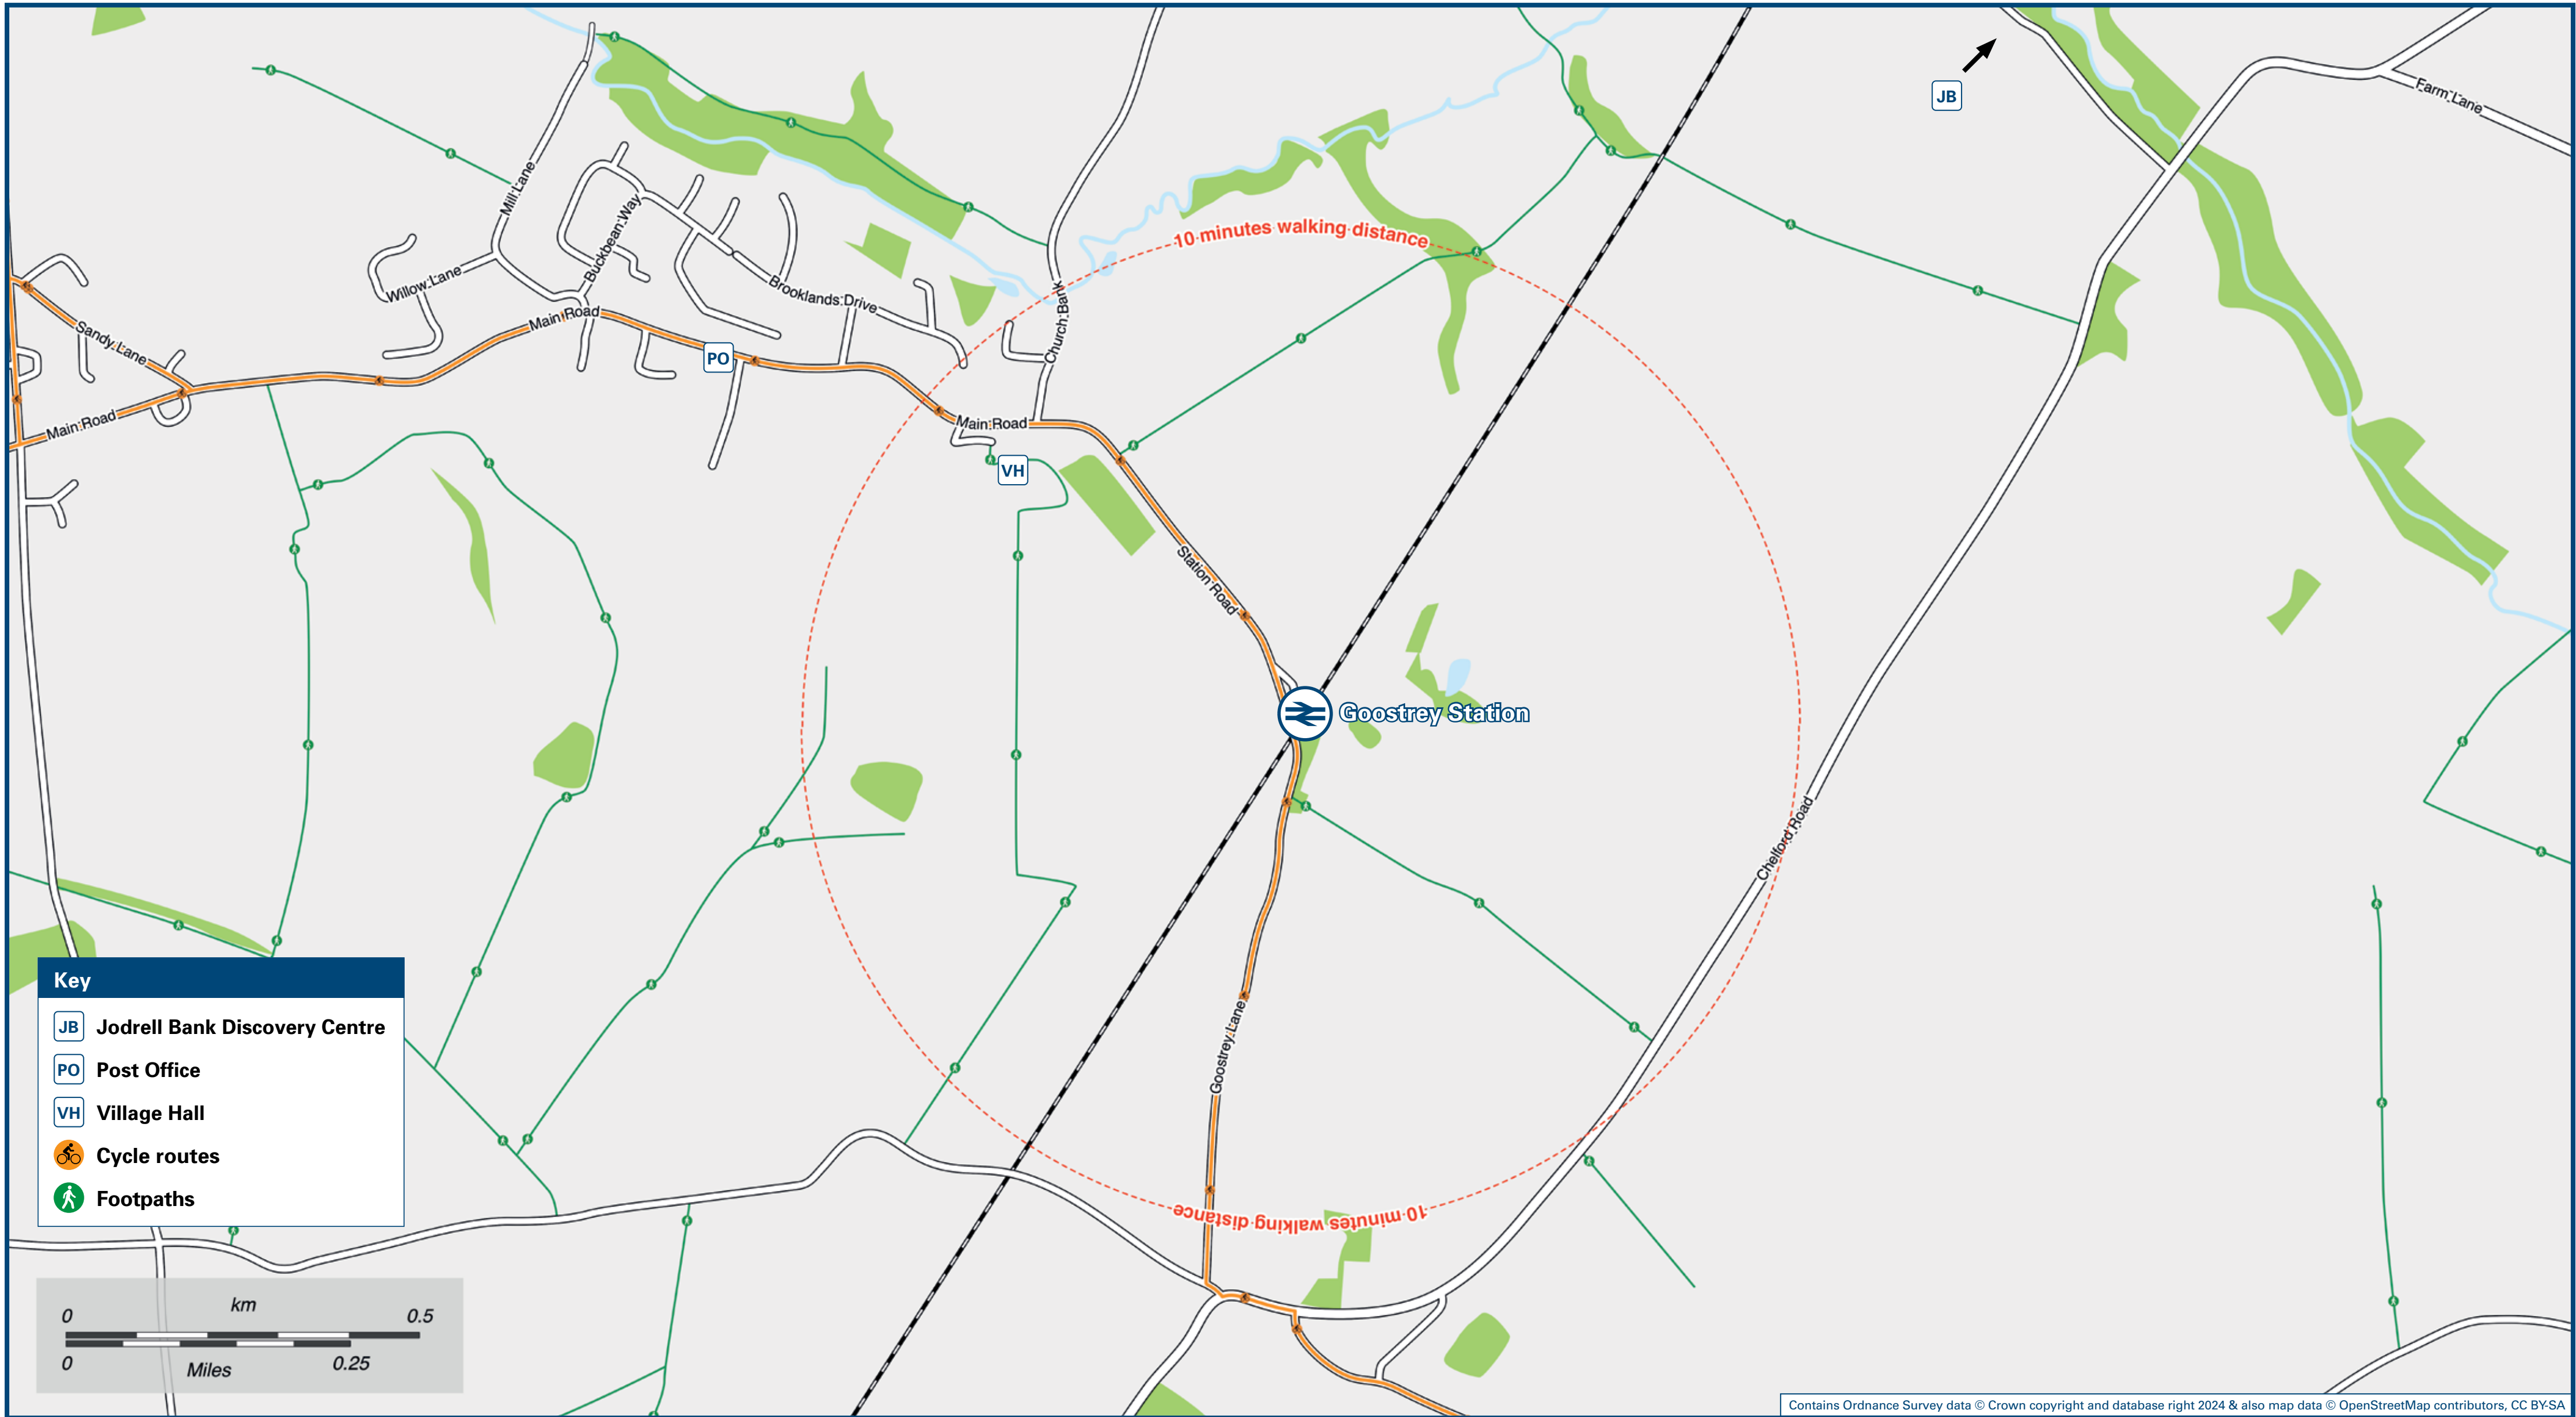 JB
Farm Lane
Mill Lane
Buckbean Way
10 minutes walking distance
Willow Lane
Brooklands Drive
Church Bank
Main Road
Sandy Lane
PO
Main Road
Main Road
VH
Station Road
Goostrey Station
Chelford Road
Goostrey Lane
10 minutes walking distance
Key
JB Jodrell Bank Discovery Centre
PO Post Office
VH Village Hall
Cycle routes
Footpaths
km
0 0.5
0 0.25
Miles
Contains Ordnance Survey data © Crown copyright and database right 2024 & also map data © OpenStreetMap contributors, CC BY-SA